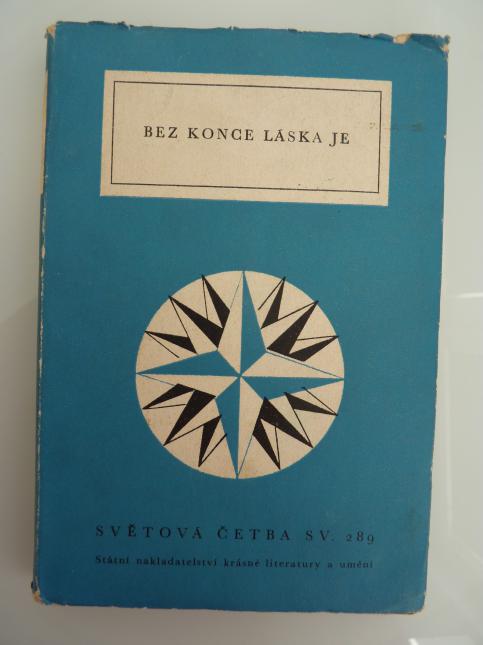 BEZ KONCE LÁSKA JE
SVĚTOVÁ ČETBA SV. 289
Státní nakladatelství krásné literatury a umění